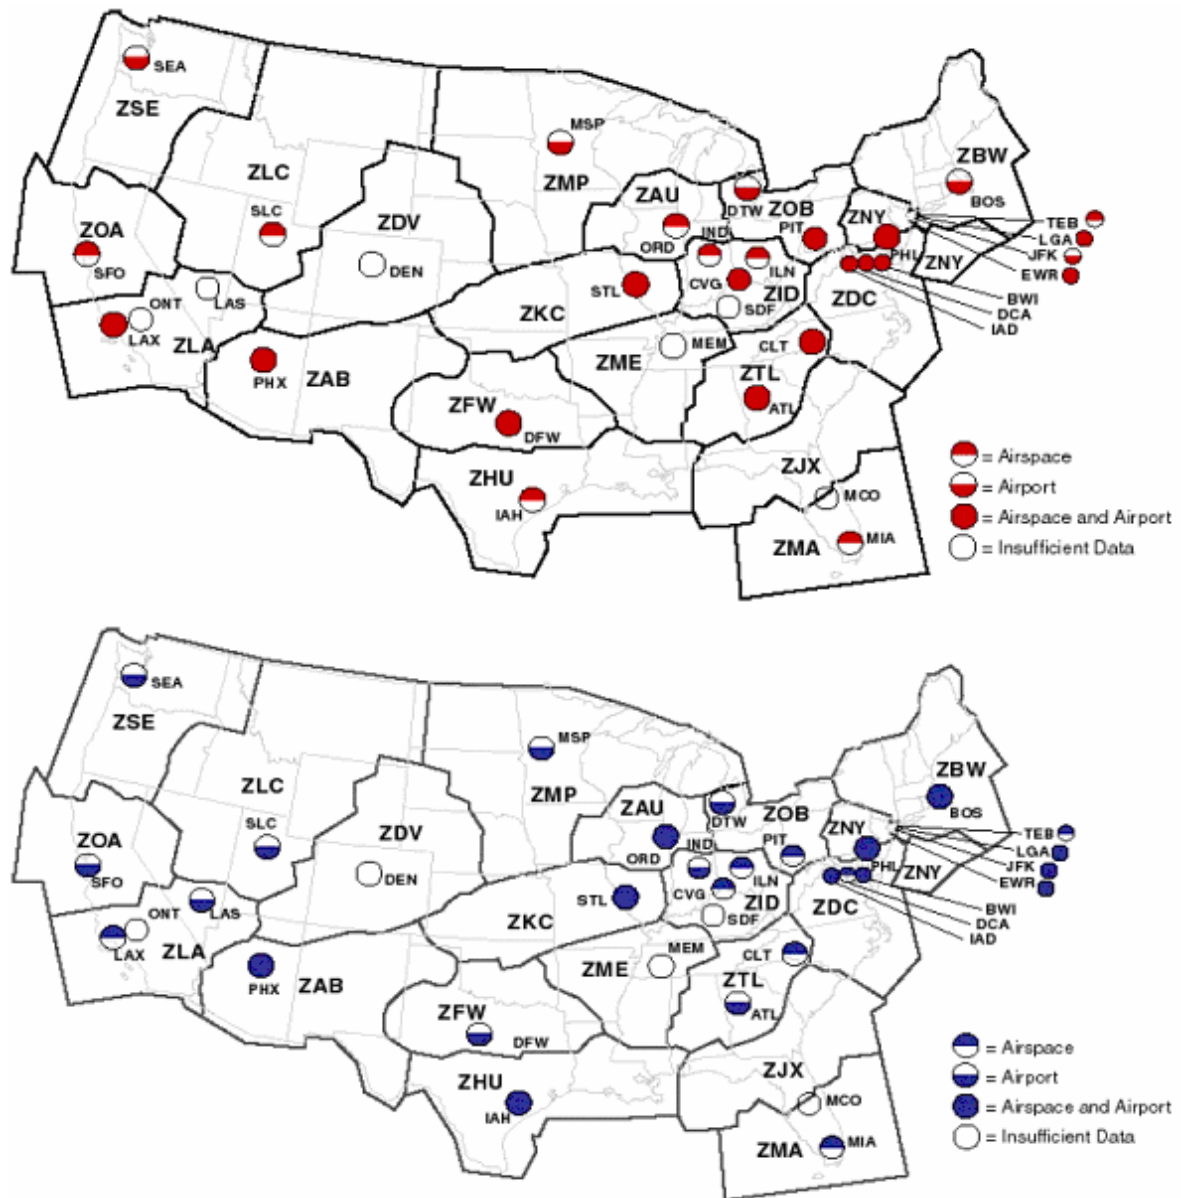 SEA
ZSE
MSP
ZMP
ZLC
SLC
ZDV
DEN
ZAU
ORD
DTW
ZOB
PIT
IND
ILN
CVG
SDF
ZID
ZBW
BOS
ZNY
PHL
ZNY
TEB
LGA
JFK
EWR
BWI
DCA
IAD
ZDC
ZOA
SFO
ONT
LAS
LAX
ZLA
PHX
ZAB
ZKC
STL
ZME
MEM
CLT
ZTL
ATL
ZFW
DFW
ZHU
IAH
ZJX
MCO
ZMA
MIA
= Airspace
= Airport
= Airspace and Airport
= Insufficient Data
SEA
ZSE
MSP
ZMP
ZLC
SLC
ZDV
DEN
ZAU
ORD
DTW
ZOB
PIT
IND
ILN
CVG
SDF
ZID
ZBW
BOS
ZNY
PHL
ZNY
TEB
LGA
JFK
EWR
BWI
DCA
IAD
ZDC
ZOA
SFO
ONT
LAS
LAX
ZLA
PHX
ZAB
ZKC
STL
ZME
MEM
CLT
ZTL
ATL
ZFW
DFW
ZHU
IAH
ZJX
MCO
ZMA
MIA
= Airspace
= Airport
= Airspace and Airport
= Insufficient Data